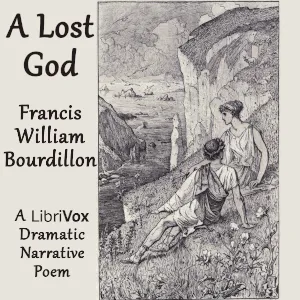 A Lost
God
Francis
William
Bourdillon
A LibriVox
Dramatic
Narrative
Poem